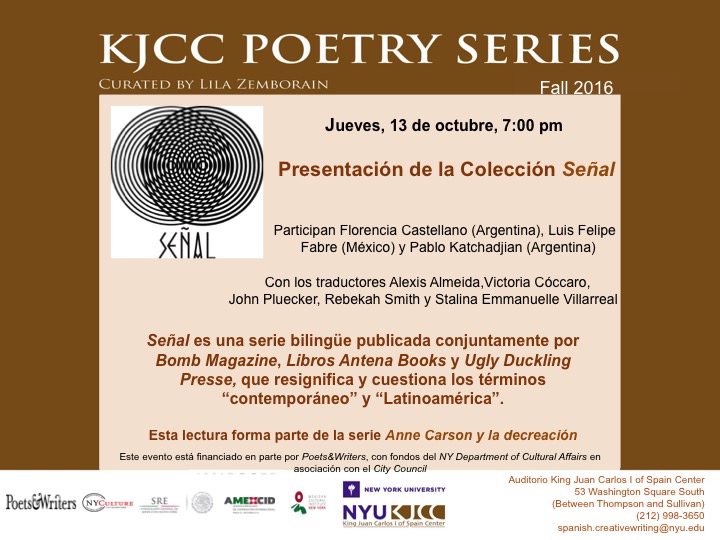 KJCC POETRY SERIES
CURATED BY LILA ZEMBORAIN
Fall 2016
Jueves, 13 de octubre, 7:00 pm
Presentación de la Colección Señal
SEÑAL
Participan Florencia Castellano (Argentina), Luis Felipe
Fabre (México) y Pablo Katchadjian (Argentina)
Con los traductores Alexis Almeida,Victoria Cóccaro,
John Pluecker, Rebekah Smith y Stalina Emmanuelle Villarreal
Señal es una serie bilingüe publicada conjuntamente por
Bomb Magazine, Libros Antena Books y Ugly Duckling
Presse, que resignifica y cuestiona los términos
“contemporáneo” y “Latinoamérica”.
Esta lectura forma parte de la serie Anne Carson y la decreación
Este evento está financiado en parte por Poets&Writers, con fondos del NY Department of Cultural Affairs en
asociación con el City Council
Poets&Writers
NYCULTURE
SRE
AMEXCID
MEXICAN
CULTURAL
INSTITUTE
NEW YORK
NEW YORK UNIVERSITY
NYU KJCC
King Juan Carlos I of Spain Center
Auditorio King Juan Carlos I of Spain Center
53 Washington Square South
(Between Thompson and Sullivan)
(212) 998-3650
spanish.creativewriting@nyu.edu